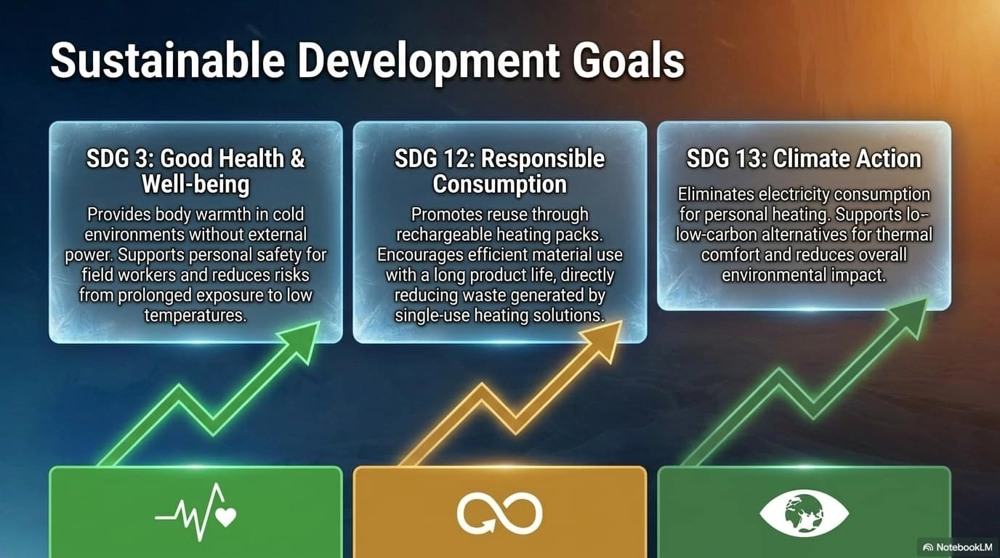 Sustainable Development Goals
SDG 3: Good Health &
Well-being
Provides body warmth in cold
environments without external
power. Supports personal safety for
field workers and reduces risks
from prolonged exposure to low
temperatures.
SDG 12: Responsible
Consumption
Promotes reuse through
rechargeable heating packs.
Encourages efficient material use
with a long product life, directly
reducing waste generated by
single-use heating solutions.
SDG 13: Climate Action
Eliminates electricity consumption
for personal heating. Supports lo--
low-carbon alternatives for thermal
comfort and reduces overall
environmental impact.
NotebookLM